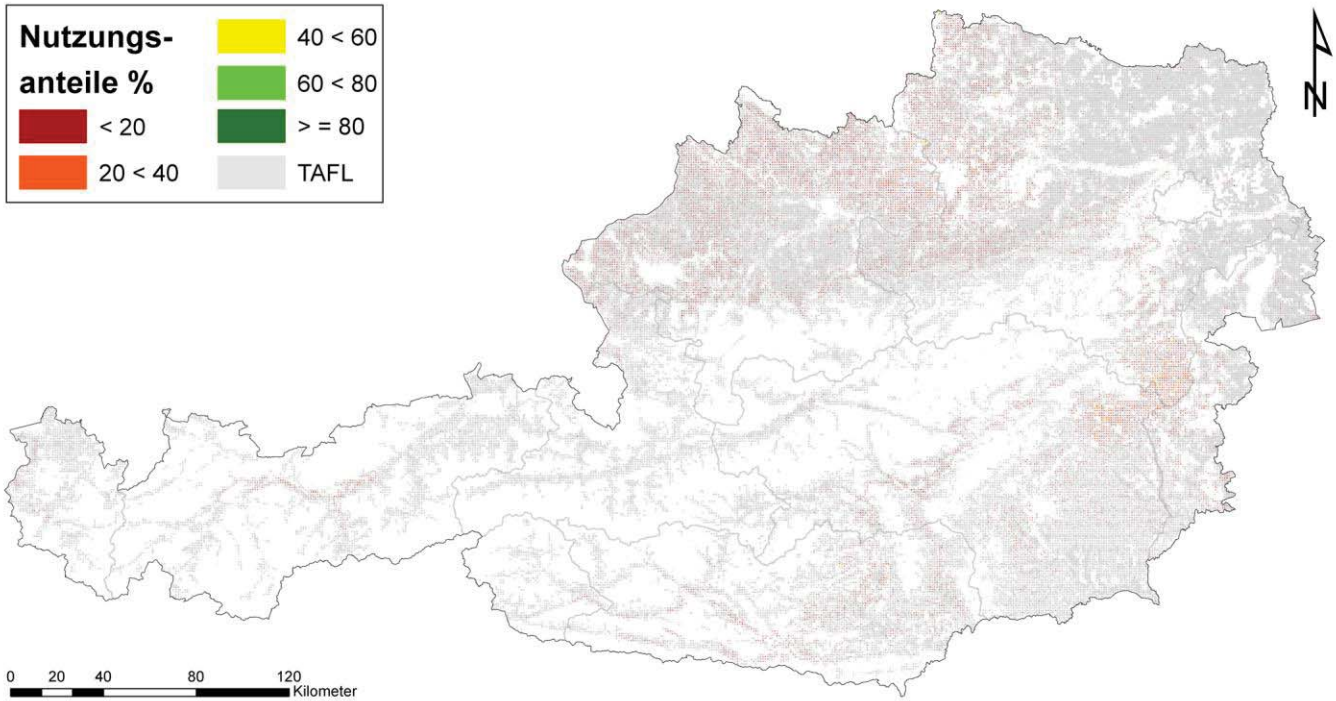 Nutzungs-
anteile %
< 20
20 < 40
40 < 60
60 < 80
> = 80
TAFL
N
0 20 40 80 120
Kilometer